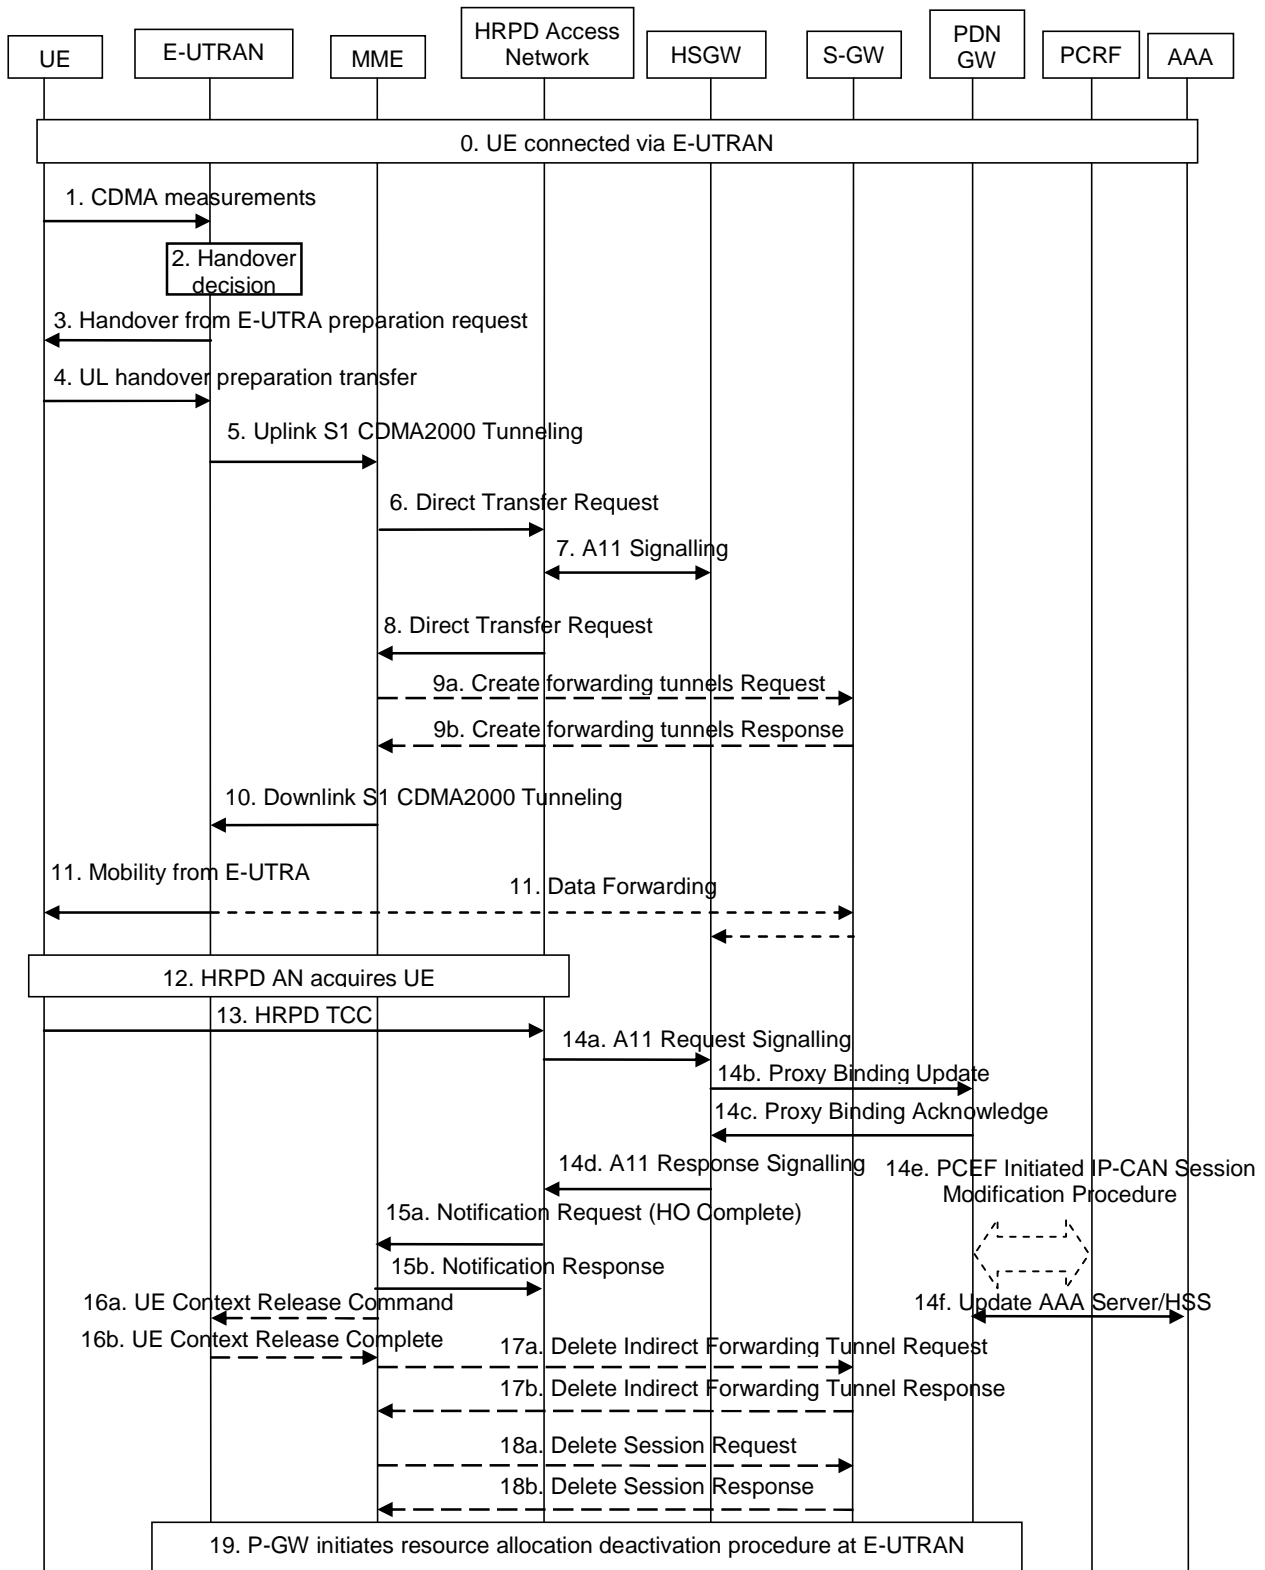 UE
E-UTRAN
MME
HRPD Access
Network
HSGW
S-GW
PDN
GW
PCRF
AAA
0. UE connected via E-UTRAN
1. CDMA measurements
2. Handover
decision
3. Handover from E-UTRA preparation request
4. UL handover preparation transfer
5. Uplink S1 CDMA2000 Tunneling
6. Direct Transfer Request
7. A11 Signalling
8. Direct Transfer Request
9a. Create forwarding tunnels Request
9b. Create forwarding tunnels Response
10. Downlink S1 CDMA2000 Tunneling
11. Mobility from E-UTRA
11. Data Forwarding
12. HRPD AN acquires UE
13. HRPD TCC
14a. A11 Request Signalling
14b. Proxy Binding Update
14c. Proxy Binding Acknowledge
14d. A11 Response Signalling
14e. PCEF Initiated IP-CAN Session
Modification Procedure
15a. Notification Request (HO Complete)
15b. Notification Response
16a. UE Context Release Command
14f. Update AAA Server/HSS
16b. UE Context Release Complete
17a. Delete Indirect Forwarding Tunnel Request
17b. Delete Indirect Forwarding Tunnel Response
18a. Delete Session Request
18b. Delete Session Response
19. P-GW initiates resource allocation deactivation procedure at E-UTRAN